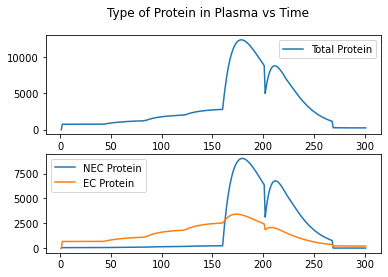 Type of Protein in Plasma vs Time
10000
5000
0
Total Protein
0 50 100 150 200 250 300
7500
5000
2500
0
NEC Protein
EC Protein
0 50 100 150 200 250 300